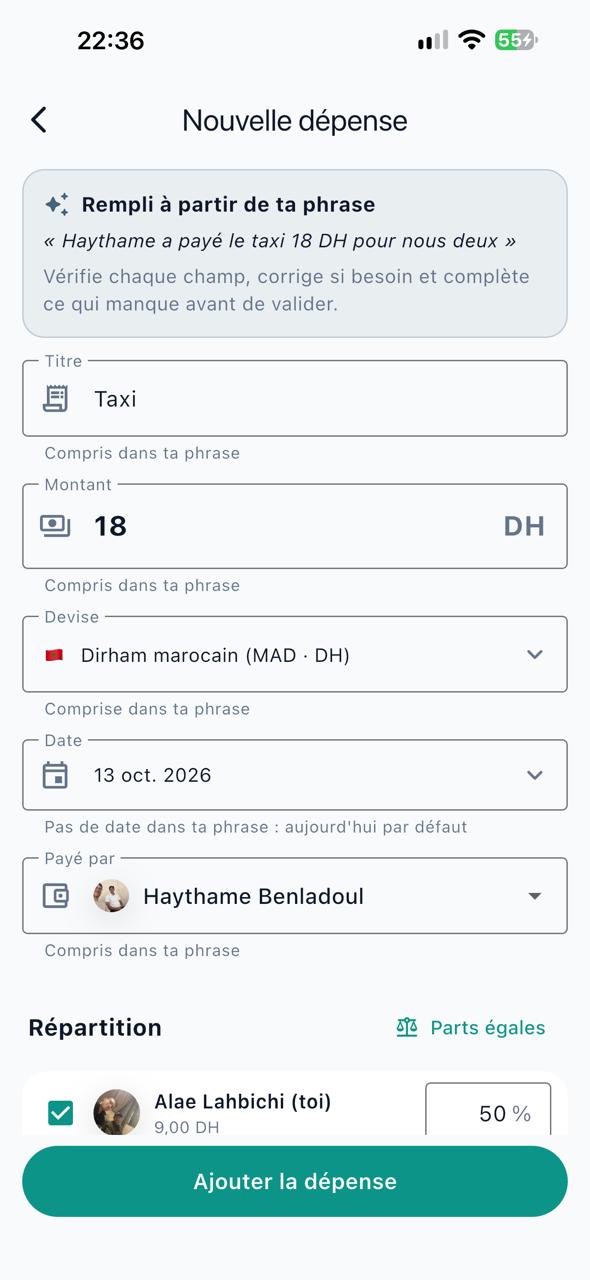 22:36
55
Nouvelle dépense
Rempli à partir de ta phrase
« Haythame a payé le taxi 18 DH pour nous deux »
Vérifie chaque champ, corrige si besoin et complète
ce qui manque avant de valider.
Titre
Taxi
Compris dans ta phrase
Montant
18 DH
Compris dans ta phrase
Devise
Dirham marocain (MAD · DH)
Comprise dans ta phrase
Date
13 oct. 2026
Pas de date dans ta phrase : aujourd'hui par défaut
Payé par
Haythame Benladoul
Compris dans ta phrase
Répartition
Parts égales
Alae Lahbichi (toi)
50 %
9,00 DH
Ajouter la dépense